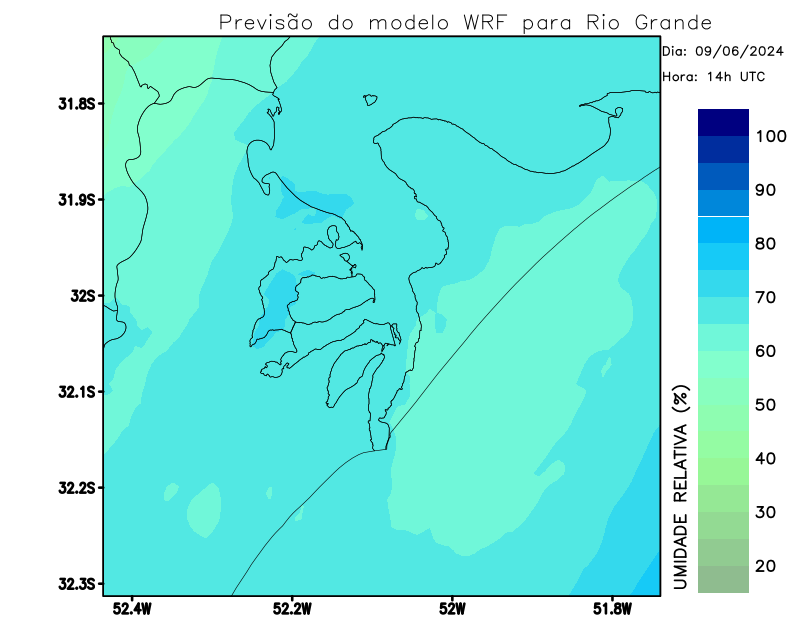 Previsão do modelo WRF para Rio Grande
Dia: 09/06/2024
Hora: 14h UTC
31.8S
31.9S
32S
32.1S
32.2S
32.3S
52.4W
52.2W
52W
51.8W
100
90
80
70
60
50
40
30
20
UMIDADE RELATIVA (%)